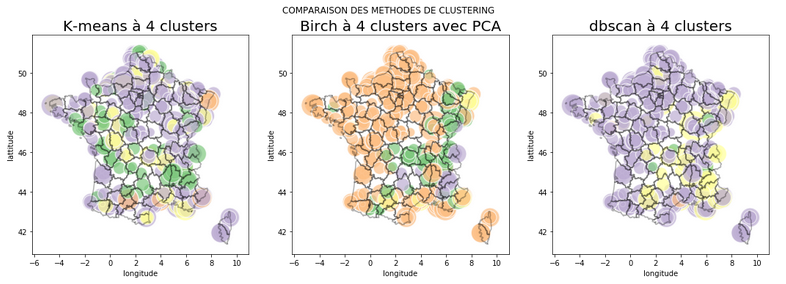 COMPARAISON DES METHODES DE CLUSTERING
K-means à 4 clusters
Birch à 4 clusters avec PCA
dbscan à 4 clusters
lattitude
50
48
46
44
42
−6 −4 −2 0 2 4 6 8 10
longitude
lattitude
50
48
46
44
42
−6 −4 −2 0 2 4 6 8 10
longitude
lattitude
50
48
46
44
42
−6 −4 −2 0 2 4 6 8 10
longitude